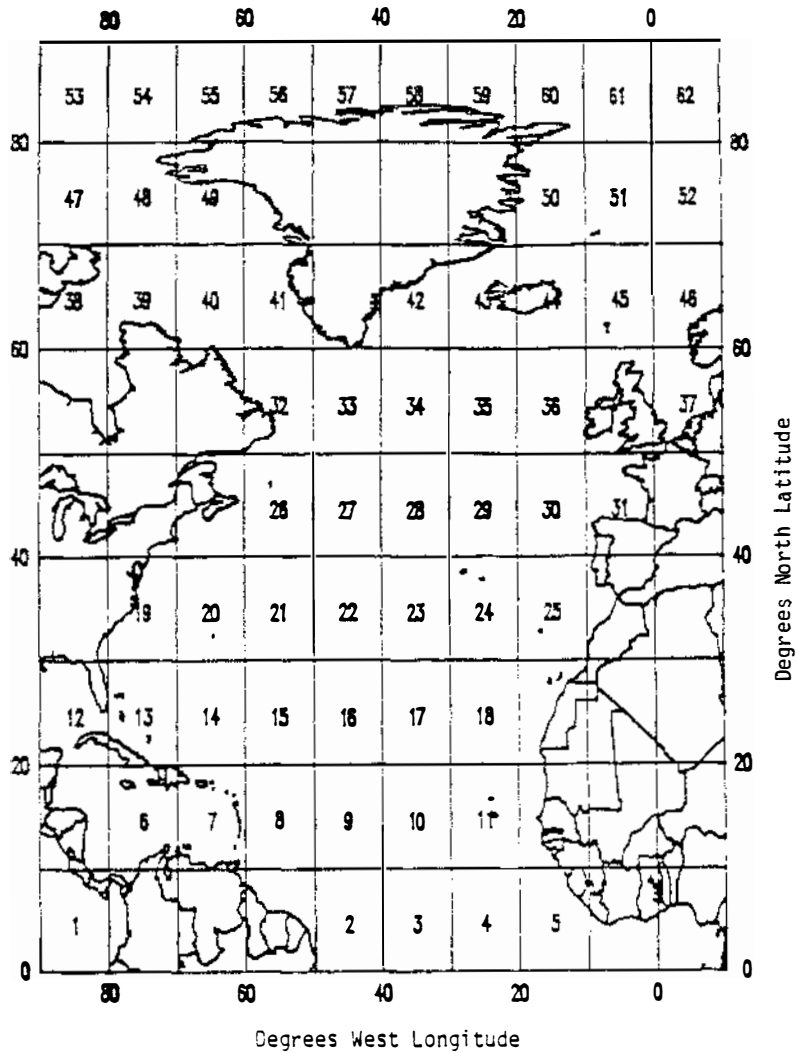 80 60 40 20 0
53 54 55 56 57 58 59 60 61 62
80 80
47 48 49 50 51 52
38 39 40 41 42 43 44 45 46
60 60
32 33 34 35 36 37
26 27 28 29 30 31
40 40
19 20 21 22 23 24 25
12 13 14 15 16 17 18
20 20
6 7 8 9 10 11
1 2 3 4 5
0 0
80 60 40 20 0
Degrees West Longitude
Degrees North Latitude